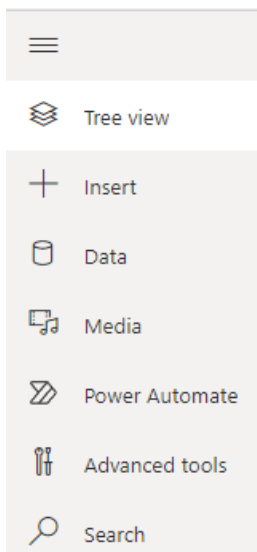 Tree view
Insert
Data
Media
Power Automate
Advanced tools
Search